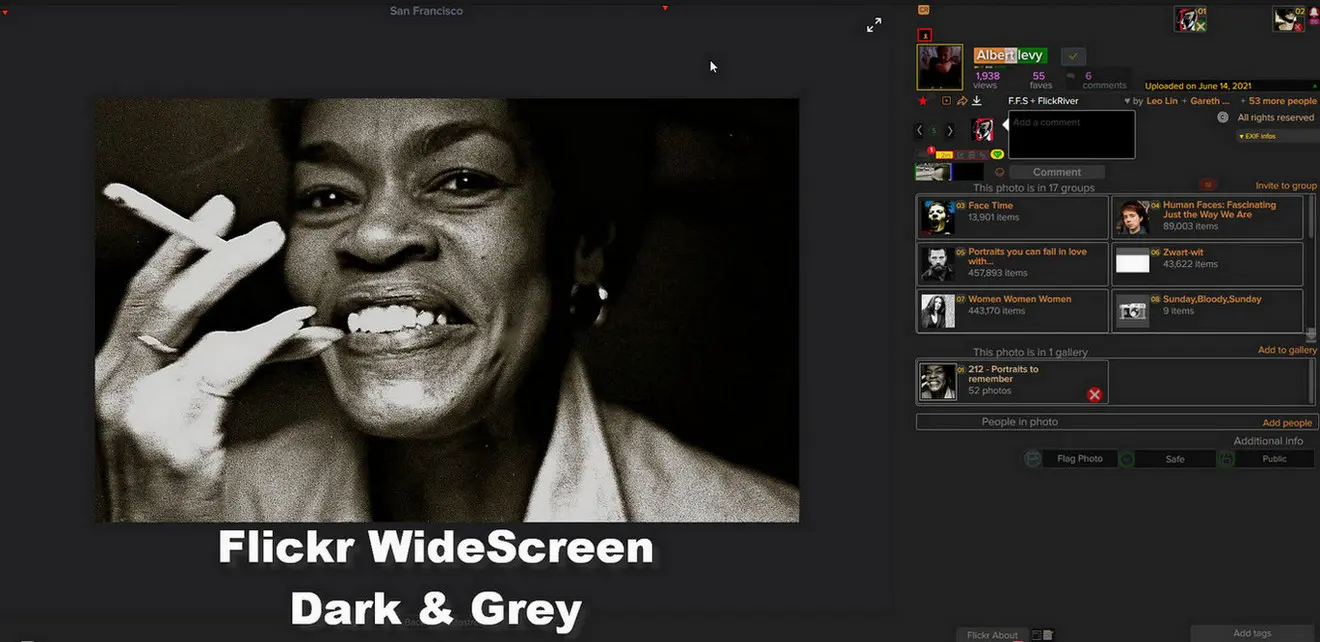 San Francisco
CR
01
02
Albert levy
1,938
views
55
faves
6
comments
Uploaded on June 14, 2021
F.F.S + FlickRiver
♥ by Leo Lin + Gareth ... + 53 more people
All rights reserved
Add a comment
▾ EXIF infos
5
1
Comment
This photo is in 17 groups
Invite to group
03 Face Time
13,901 items
04 Human Faces: Fascinating
Just the Way We Are
89,003 items
05 Portraits you can fall in love
with...
457,893 items
06 Zwart-wit
43,622 items
07 Women Women Women
443,170 items
08 Sunday,Bloody,Sunday
9 items
This photo is in 1 gallery
Add to gallery
01 212 - Portraits to
remember
52 photos
People in photo
Add people
Additional info
Flag Photo
Safe
Public
Flickr WideScreen
Dark & Grey
Flickr About
Add tags